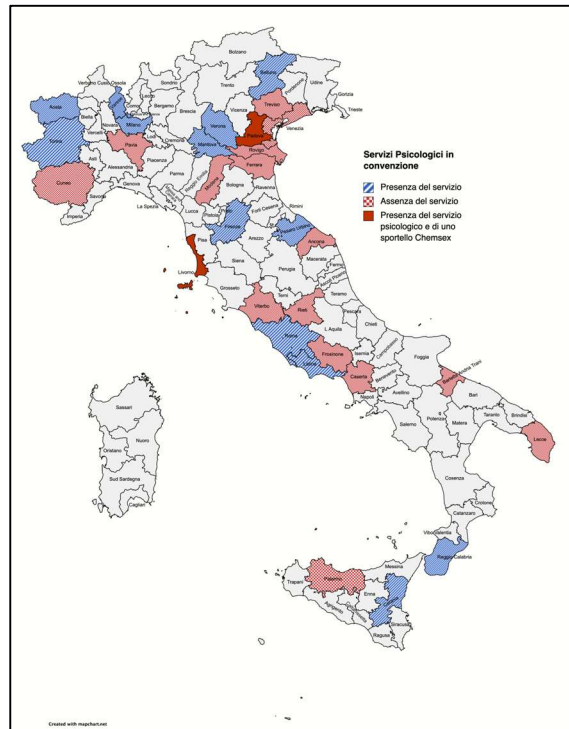 Bolzano
Sondrio
Belluno
Trento
Udine
Pordenone
Gorizia
Trieste
Aosta
Biella
Como
Lecco
Bergamo
Brescia
Vicenza
Treviso
Venezia
Verona
Padova
Novara
Vercelli
Milano
Lodi
Cremona
Mantova
Rovigo
Torino
Pavia
Asti
Alessandria
Piacenza
Parma
Reggio Emilia
Modena
Ferrara
Cuneo
Genova
Savona
Imperia
La Spezia
Bologna
Ravenna
Forlì Cesena
Rimini
Lucca
Pistoia
Prato
Firenze
Pesaro Urbino
Ancona
Pisa
Livorno
Arezzo
Siena
Macerata
Fermo
Ascoli Piceno
Perugia
Grosseto
Terni
Teramo
Viterbo
Rieti
Pescara
L'Aquila
Chieti
Roma
Latina
Frosinone
Isernia
Campobasso
Foggia
Caserta
Benevento
Barletta Andria Trani
Napoli
Avellino
Bari
Salerno
Potenza
Matera
Taranto
Brindisi
Lecce
Cosenza
Crotone
Catanzaro
Vibo Valentia
Reggio Calabria
Sassari
Nuoro
Oristano
Sud Sardegna
Cagliari
Messina
Palermo
Trapani
Enna
Catania
Agrigento
Siracusa
Ragusa
Servizi Psicologici in
convenzione
Presenza del servizio
Assenza del servizio
Presenza del servizio
psicologico e di uno
sportello Chemsex
Created with mapchart.net